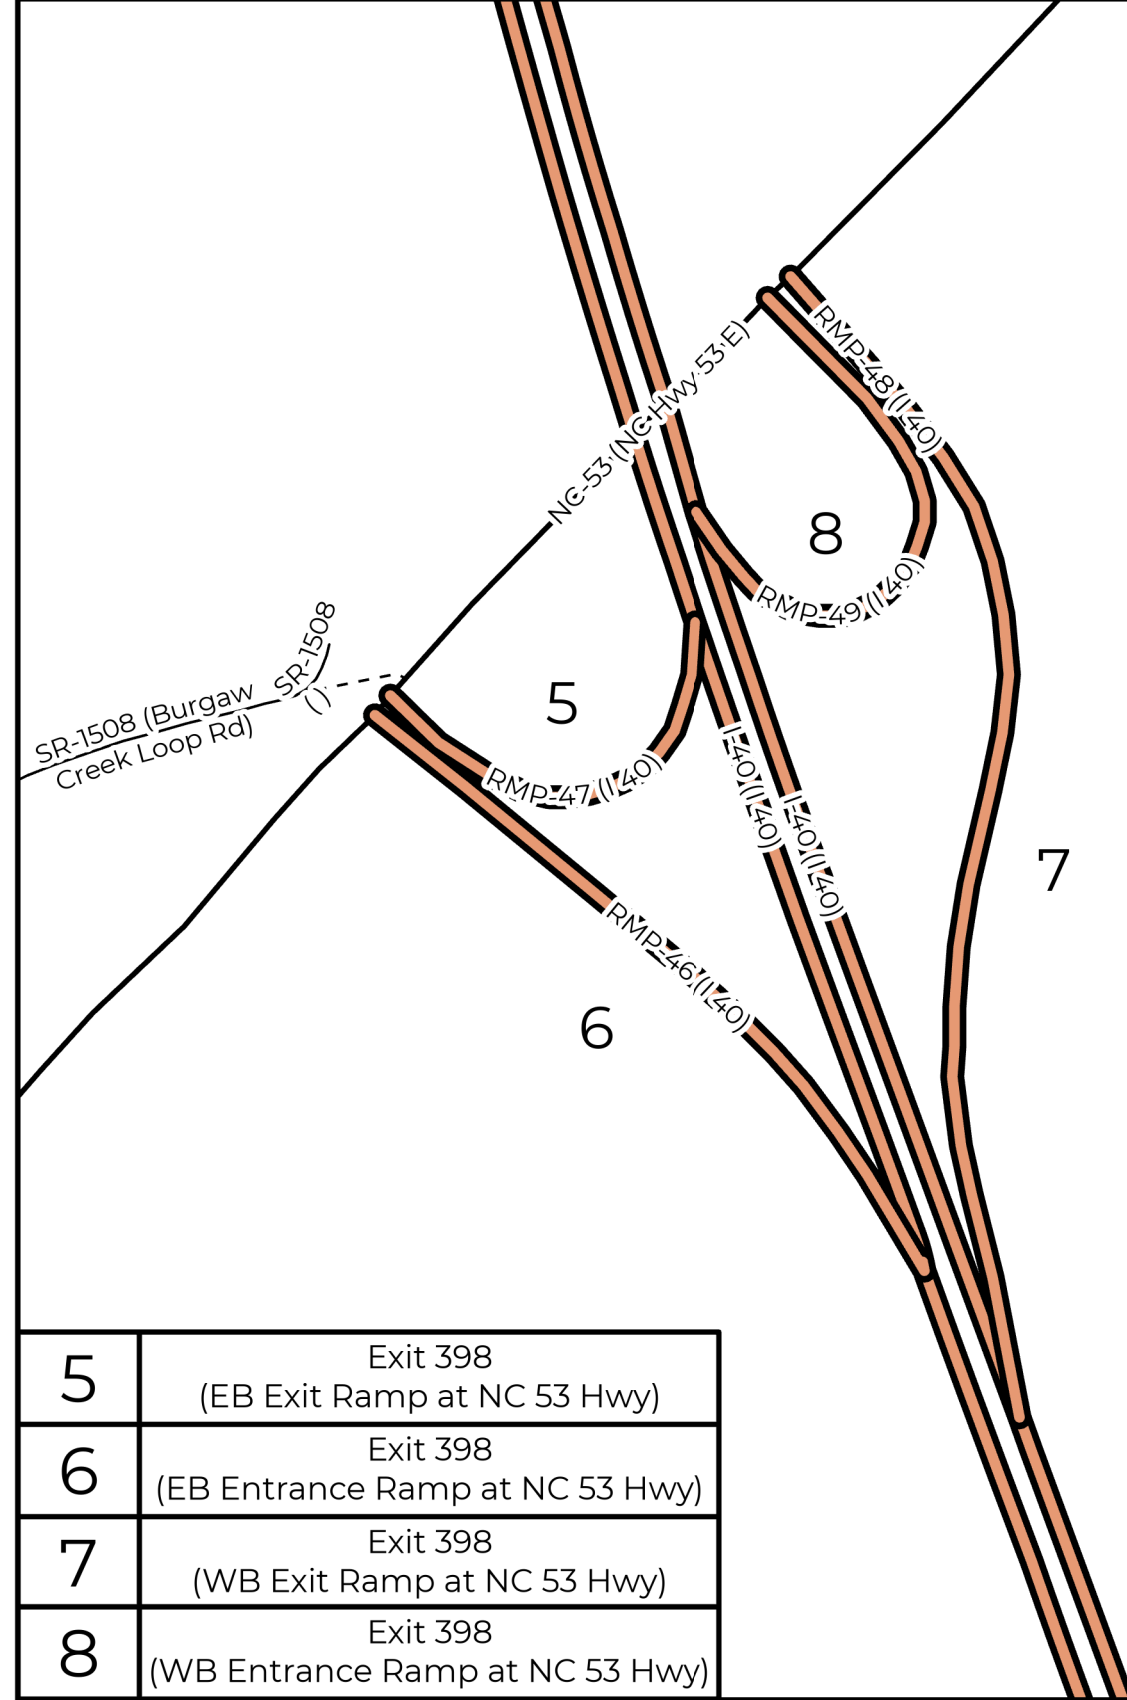 RMP-48 (I 40)
NC-53 (NC Hwy 53 E)
8
RMP-49 (I 40)
SR-1508
()
SR-1508 (Burgaw
Creek Loop Rd)
5
RMP-47 (I 40)
I-40 (I 40)
I-40 (I 40)
7
RMP-46 (I 40)
6
5
Exit 398
(EB Exit Ramp at NC 53 Hwy)
6
Exit 398
(EB Entrance Ramp at NC 53 Hwy)
7
Exit 398
(WB Exit Ramp at NC 53 Hwy)
8
Exit 398
(WB Entrance Ramp at NC 53 Hwy)